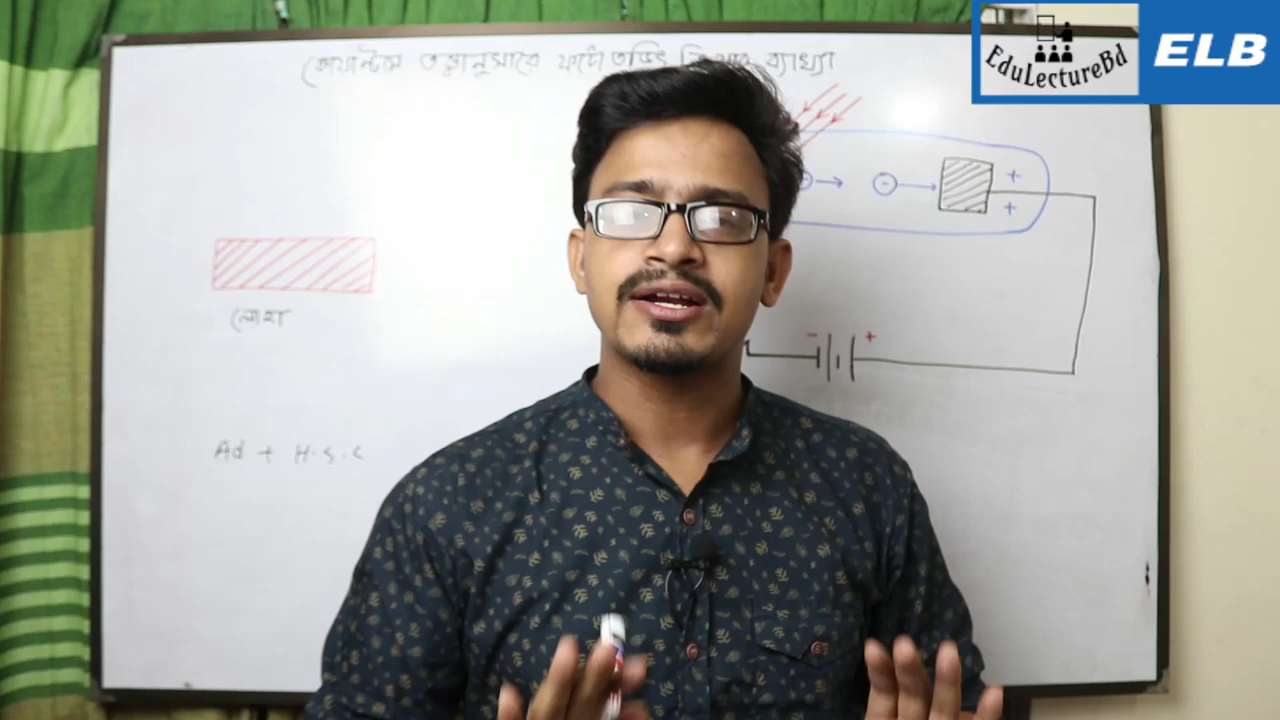 কোয়ান্টাম তত্ত্বানুসারে ফটো তড়িৎ ব্যাখ্যা
EduLectureBd
ELB
লোহা
Ad + H.S.C